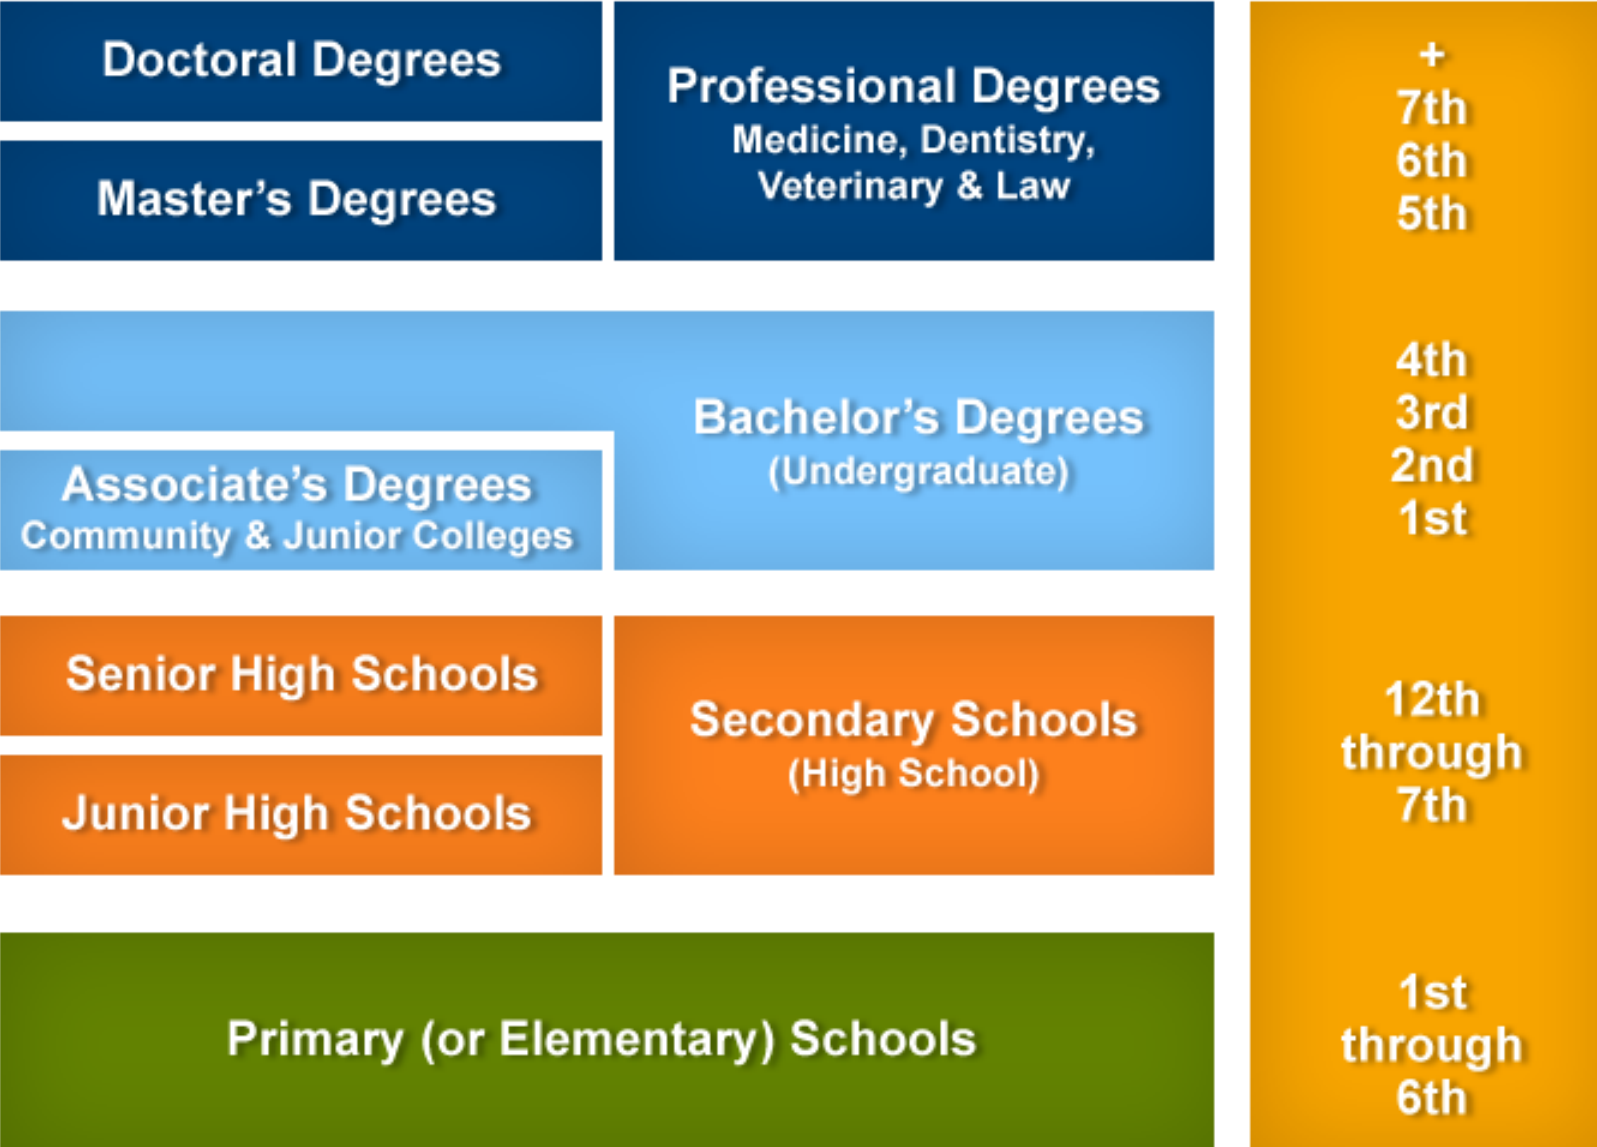 Doctoral Degrees
Master’s Degrees
Professional Degrees
Medicine, Dentistry,
Veterinary & Law
+
7th
6th
5th
Bachelor’s Degrees
(Undergraduate)
Associate’s Degrees
Community & Junior Colleges
4th
3rd
2nd
1st
Senior High Schools
Junior High Schools
Secondary Schools
(High School)
12th
through
7th
Primary (or Elementary) Schools
1st
through
6th